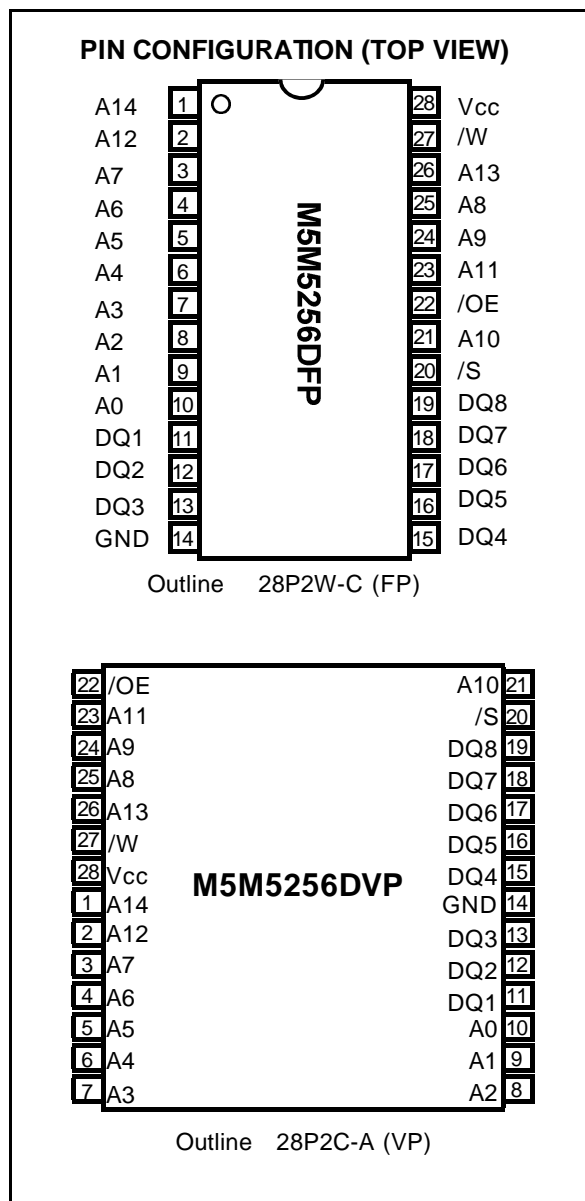 PIN CONFIGURATION (TOP VIEW)
A14 1 28 Vcc
A12 2 27 /W
A7 3 26 A13
A6 4 25 A8
A5 5 24 A9
A4 6 23 A11
A3 7 22 /OE
A2 8 21 A10
A1 9 20 /S
A0 10 19 DQ8
DQ1 11 18 DQ7
DQ2 12 17 DQ6
DQ3 13 16 DQ5
GND 14 15 DQ4
M5M5256DFP
Outline 28P2W-C (FP)
22 /OE A10 21
23 A11 /S 20
24 A9 DQ8 19
25 A8 DQ7 18
26 A13 DQ6 17
27 /W DQ5 16
28 Vcc DQ4 15
1 A14 GND 14
2 A12 DQ3 13
3 A7 DQ2 12
4 A6 DQ1 11
5 A5 A0 10
6 A4 A1 9
7 A3 A2 8
M5M5256DVP
Outline 28P2C-A (VP)